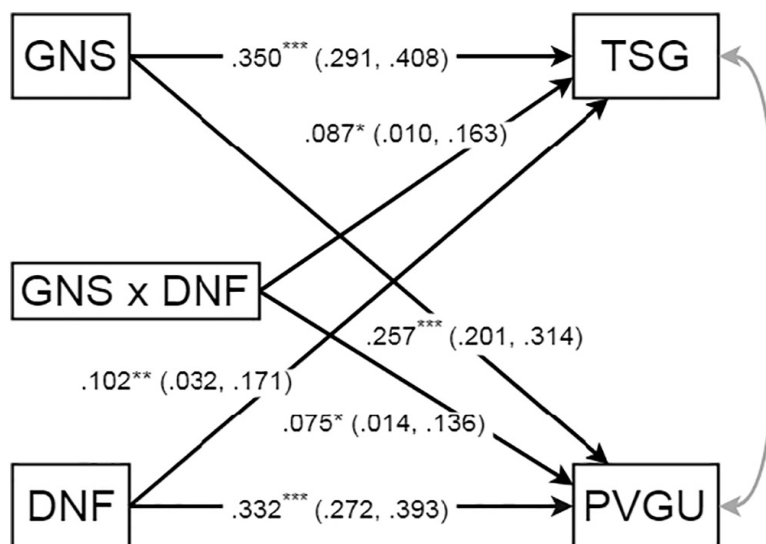 GNS
.350*** (.291, .408)
TSG
.087* (.010, .163)
GNS x DNF
.257*** (.201, .314)
.102** (.032, .171)
.075* (.014, .136)
DNF
.332*** (.272, .393)
PVGU